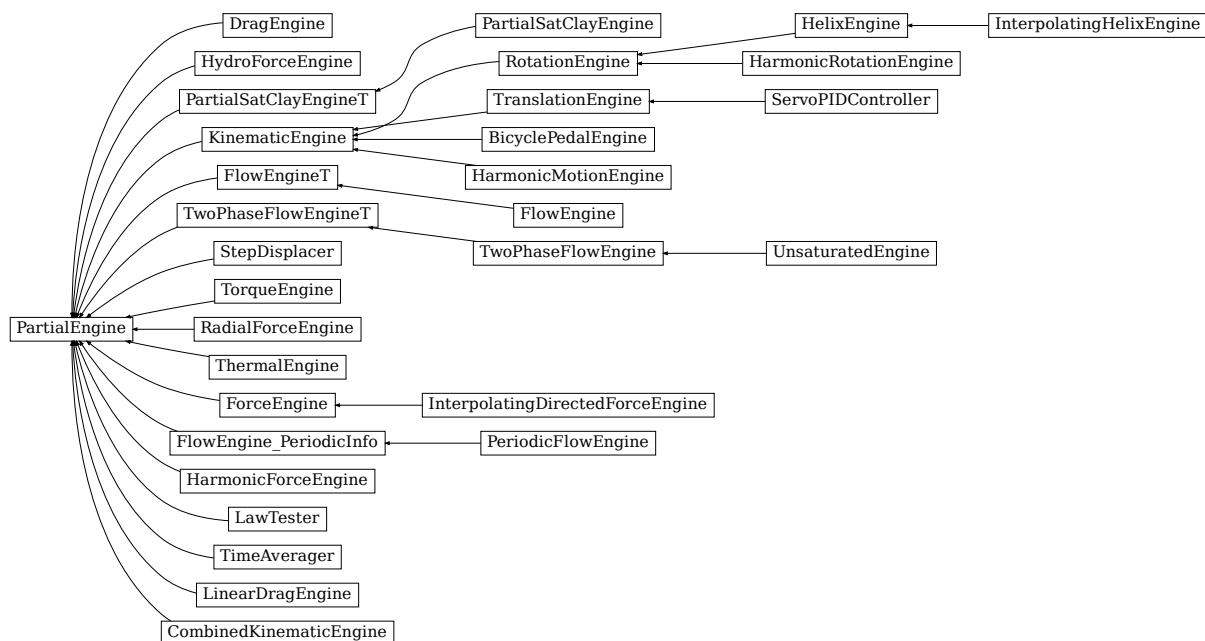 DragEngine
PartialSatClayEngine
HelixEngine
InterpolatingHelixEngine
HydroForceEngine
RotationEngine
HarmonicRotationEngine
PartialSatClayEngineT
TranslationEngine
ServoPIDController
KinematicEngine
BicyclePedalEngine
FlowEngineT
HarmonicMotionEngine
TwoPhaseFlowEngineT
FlowEngine
StepDisplacer
TwoPhaseFlowEngine
UnsaturatedEngine
TorqueEngine
PartialEngine
RadialForceEngine
ThermalEngine
ForceEngine
InterpolatingDirectedForceEngine
FlowEngine_PeriodicInfo
PeriodicFlowEngine
HarmonicForceEngine
LawTester
TimeAverager
LinearDragEngine
CombinedKinematicEngine